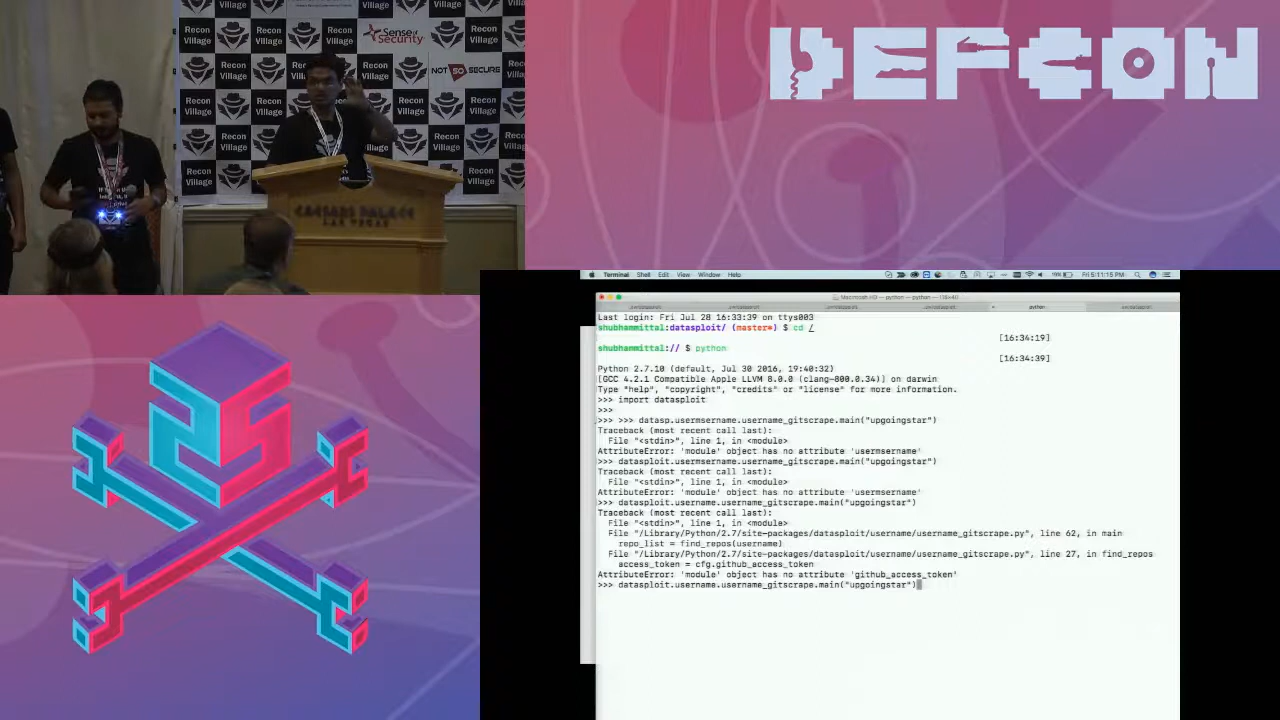 Recon Village
Sense of Security
NOT SO SECURE
CAESARS PALACE
LAS VEGAS
DEFCON
Terminal Shell Edit View Window Help
Fri 5:11:15 PM
python
Last login: Fri Jul 28 16:33:39 on ttys003
shubhammittal:datasploit/ (master*) $ cd /
[16:34:19]
shubhammittal:// $ python
[16:34:39]
Python 2.7.10 (default, Jul 30 2016, 19:40:32)
[GCC 4.2.1 Compatible Apple LLVM 8.0.0 (clang-800.0.34)] on darwin
Type "help", "copyright", "credits" or "license" for more information.
>>> import datasploit
>>>
>>> >>> datasp.usermsername.username_gitscrape.main("upgoingstar")
Traceback (most recent call last):
File "<stdin>", line 1, in <module>
AttributeError: 'module' object has no attribute 'usermsername'
>>> datasploit.usermsername.username_gitscrape.main("upgoingstar")
Traceback (most recent call last):
File "<stdin>", line 1, in <module>
AttributeError: 'module' object has no attribute 'usermsername'
>>> datasploit.username.username_gitscrape.main("upgoingstar")
Traceback (most recent call last):
File "<stdin>", line 1, in <module>
File "/Library/Python/2.7/site-packages/datasploit/username/username_gitscrape.py", line 62, in main
repo_list = find_repos(username)
File "/Library/Python/2.7/site-packages/datasploit/username/username_gitscrape.py", line 27, in find_repos
access_token = cfg.github_access_token
AttributeError: 'module' object has no attribute 'github_access_token'
>>> datasploit.username.username_gitscrape.main("upgoingstar")